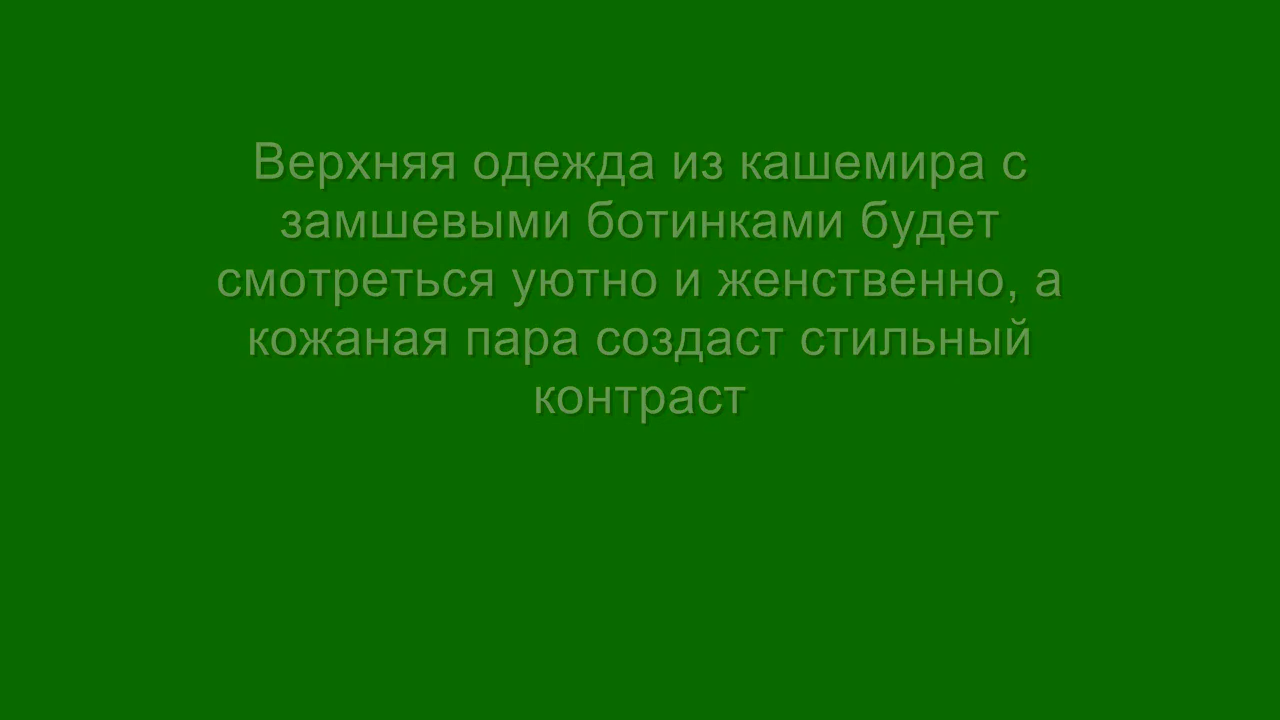 Верхняя одежда из кашемира с
замшевыми ботинками будет
смотреться уютно и женственно, а
кожаная пара создаст стильный
контраст